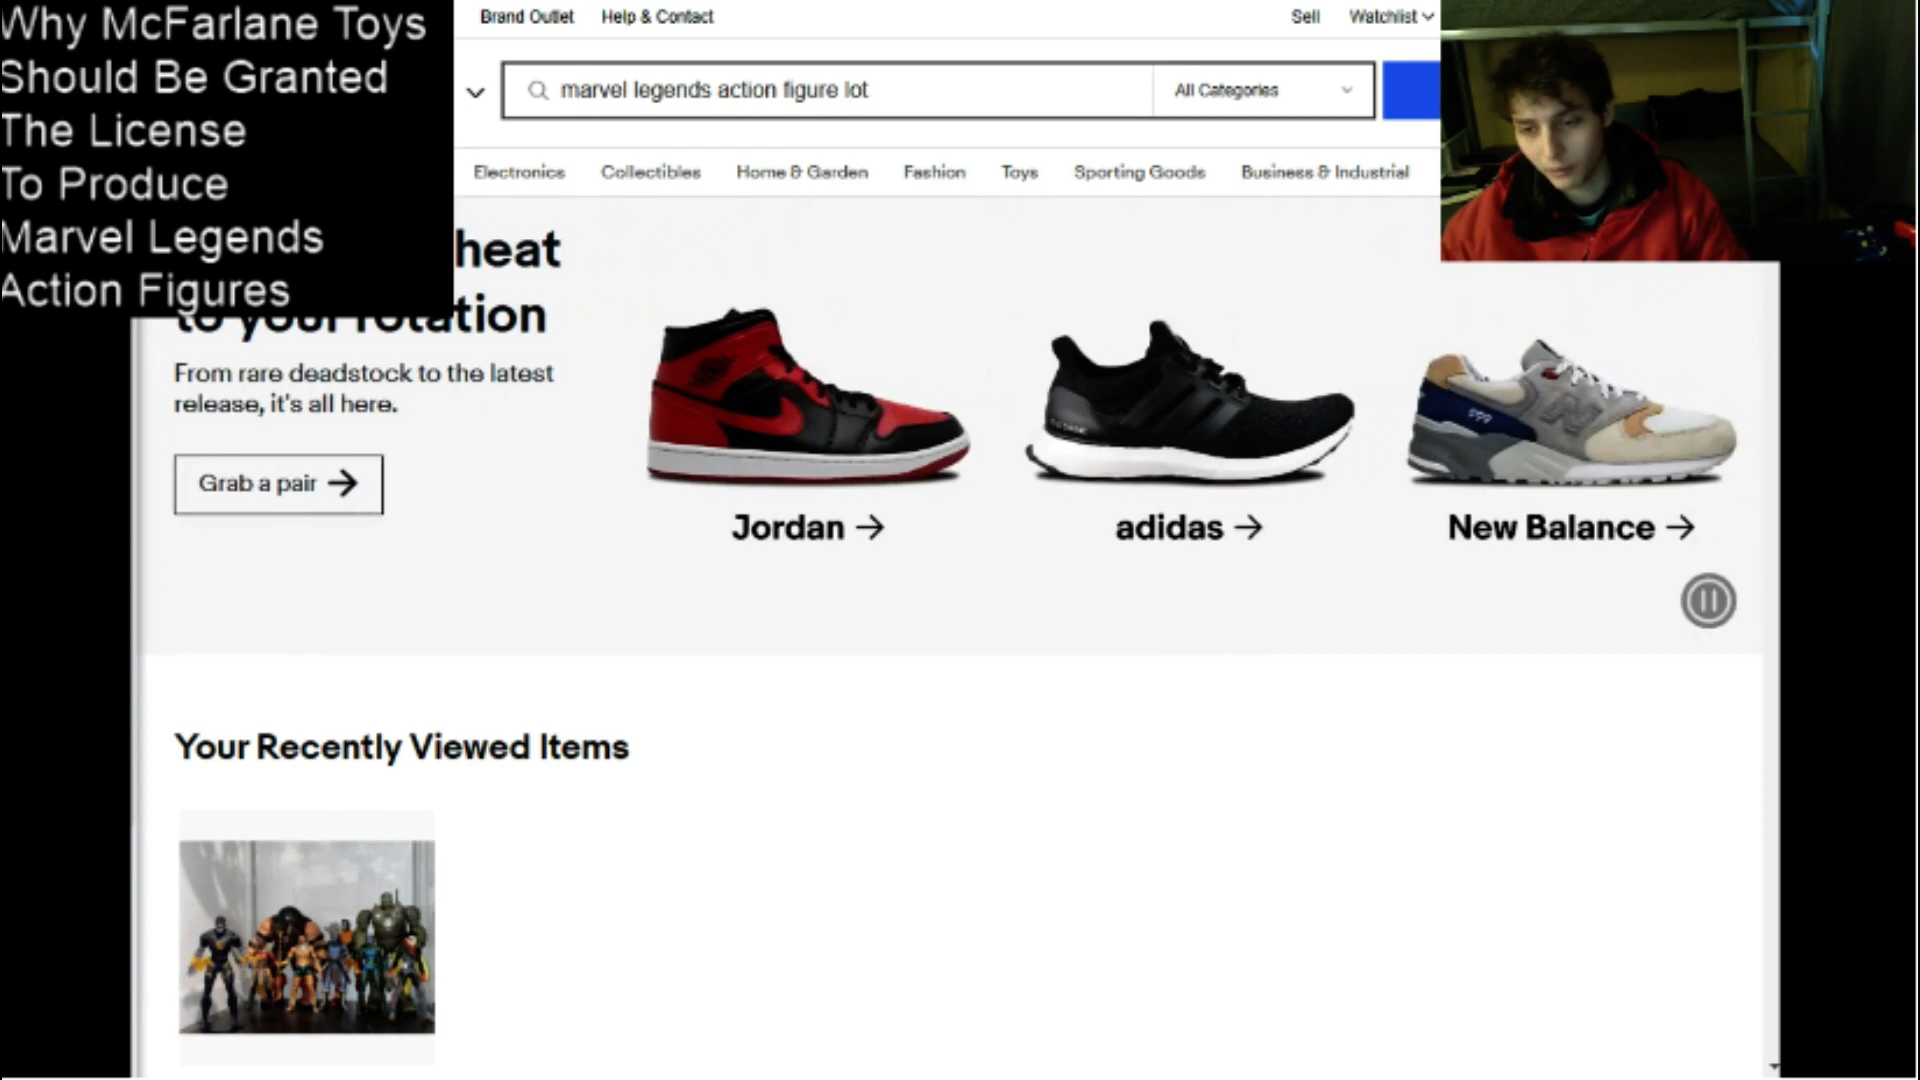 Why McFarlane Toys
Should Be Granted
The License
To Produce
Marvel Legends
Action Figures
Brand Outlet Help & Contact Sell Watchlist
marvel legends action figure lot All Categories
Electronics Collectibles Home & Garden Fashion Toys Sporting Goods Business & Industrial
heat
to your rotation
From rare deadstock to the latest
release, it's all here.
Grab a pair
999
Jordan adidas New Balance
Your Recently Viewed Items